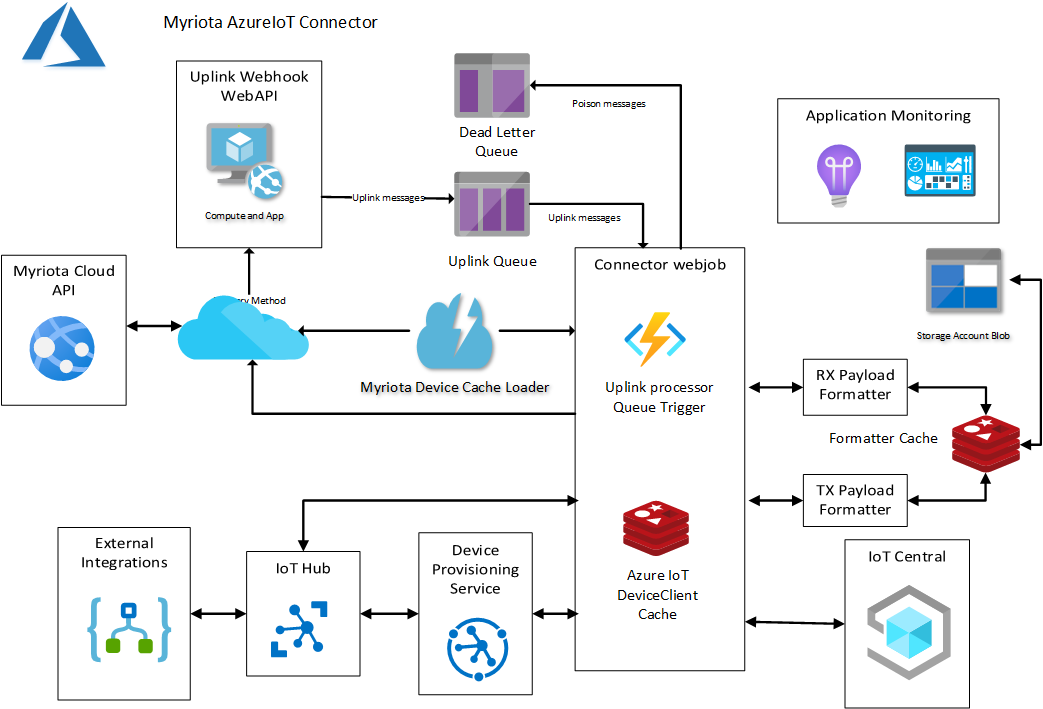 Myriota AzureIoT Connector
Uplink Webhook
WebAPI
Compute and App
Poison messages
Dead Letter
Queue
Uplink messages
Uplink messages
Uplink Queue
Application Monitoring
Myriota Cloud
API
Method
Myriota Device Cache Loader
Connector webjob
Uplink processor
Queue Trigger
Storage Account Blob
RX Payload
Formatter
Formatter Cache
TX Payload
Formatter
External
Integrations
IoT Hub
Device
Provisioning
Service
Azure IoT
DeviceClient
Cache
IoT Central